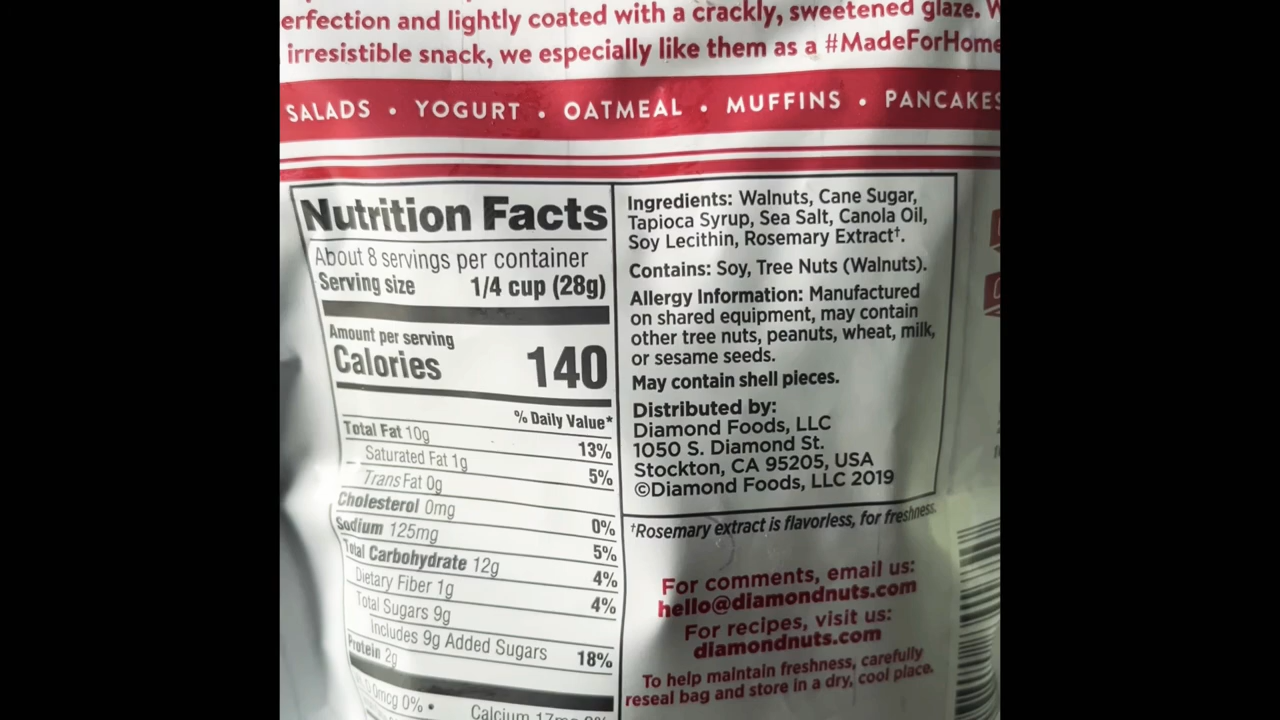 erfection and lightly coated with a crackly, sweetened glaze.
irresistible snack, we especially like them as a #MadeForHome
SALADS • YOGURT • OATMEAL • MUFFINS • PANCAKES
Nutrition Facts
About 8 servings per container
Serving size 1/4 cup (28g)
Amount per serving
Calories 140
% Daily Value*
Total Fat 10g 13%
Saturated Fat 1g 5%
Trans Fat 0g
Cholesterol 0mg 0%
Sodium 125mg 5%
Total Carbohydrate 12g 4%
Dietary Fiber 1g 4%
Total Sugars 9g
Includes 9g Added Sugars 18%
Protein 2g
0mcg 0% •
Calcium
Ingredients: Walnuts, Cane Sugar,
Tapioca Syrup, Sea Salt, Canola Oil,
Soy Lecithin, Rosemary Extract†.
Contains: Soy, Tree Nuts (Walnuts).
Allergy Information: Manufactured
on shared equipment, may contain
other tree nuts, peanuts, wheat, milk,
or sesame seeds.
May contain shell pieces.
Distributed by:
Diamond Foods, LLC
1050 S. Diamond St.
Stockton, CA 95205, USA
©Diamond Foods, LLC 2019
†Rosemary extract is flavorless, for freshness.
For comments, email us:
hello@diamondnuts.com
For recipes, visit us:
diamondnuts.com
To help maintain freshness, carefully
reseal bag and store in a dry, cool place.